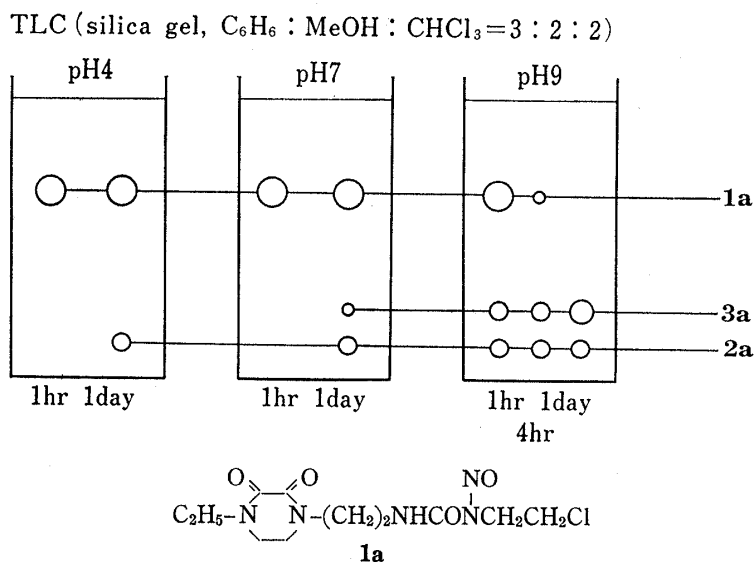 TLC (silica gel, C₆H₆ : MeOH : CHCl₃=3 : 2 : 2)
pH4 pH7 pH9
1a
3a
2a
1hr 1day 1hr 1day 1hr 1day
4hr
O O NO
C₂H₅-N N-(CH₂)₂NHCONCH₂CH₂Cl
1a